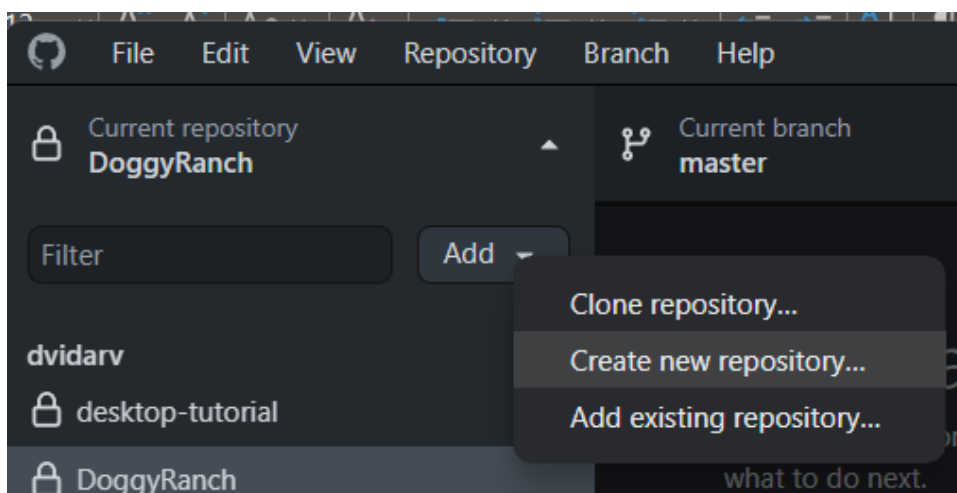 File Edit View Repository Branch Help
Current repository
DoggyRanch
Current branch
master
Filter
Add
Clone repository...
Create new repository...
Add existing repository...
dvidarv
desktop-tutorial
DoggyRanch
what to do next.